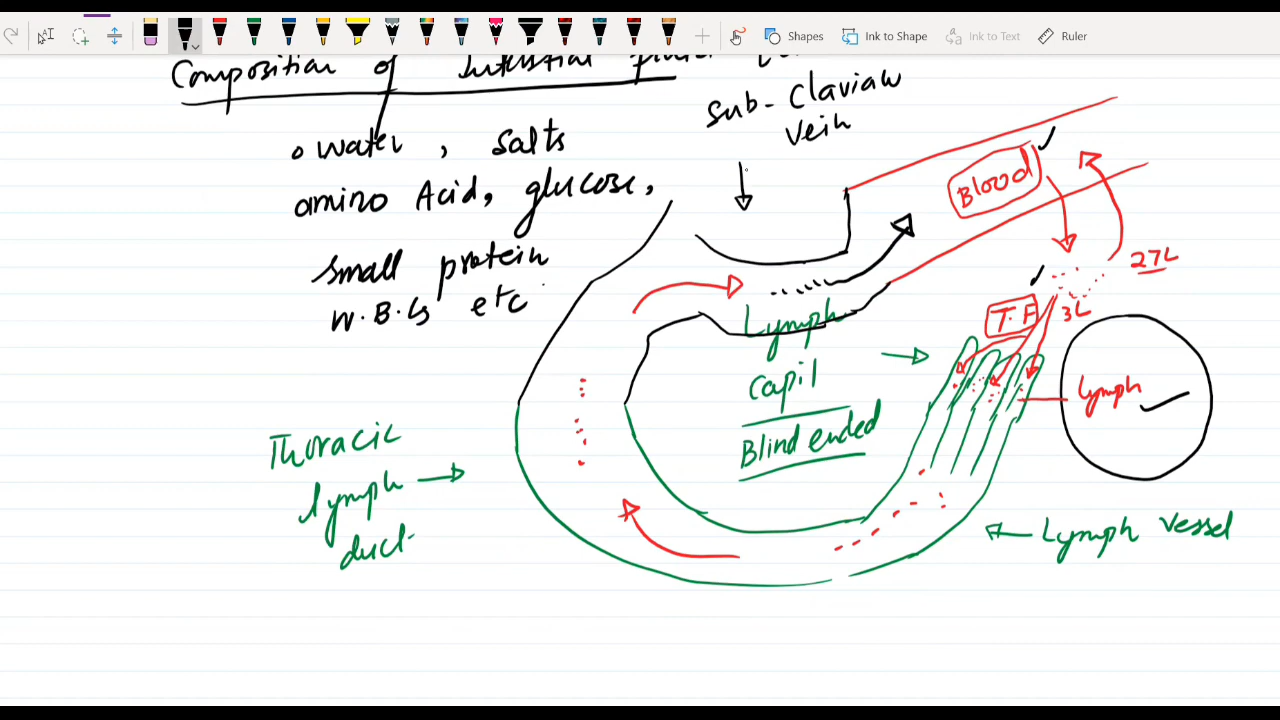 Shapes
Ink to Shape
Ink to Text
Ruler
Composition of
Sub-Claviaw
Vein
water, salts
amino Acid, glucose,
small protein
W.B.Cs etc
Blood
27L
T.F
3L
Lymph
Lymph
Capil
Blind ended
Thoracic
lymph
duct
Lymph Vessel